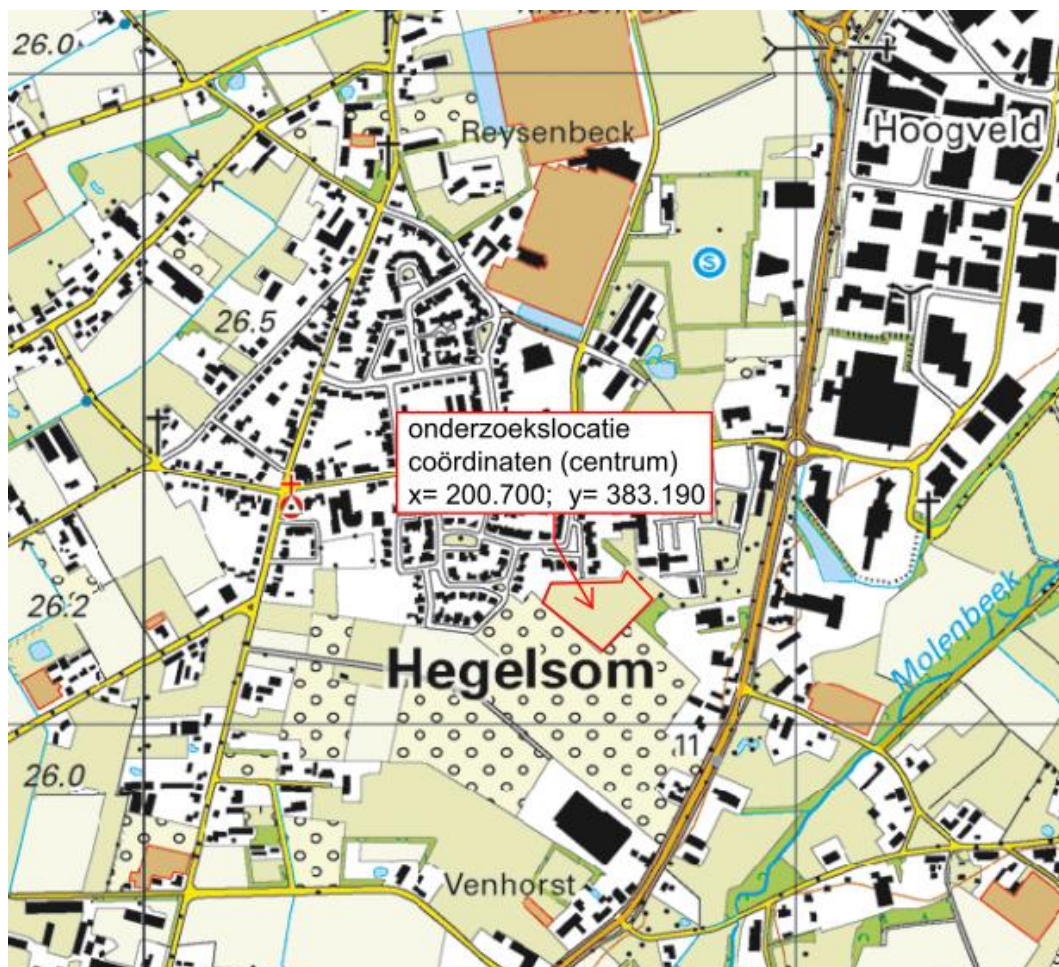 26.0
Reysenbeck
Hoogveld
S
26.5
onderzoekslocatie
coördinaten (centrum)
x= 200.700; y= 383.190
26.2
Molenbeek
Hegelsom
11
26.0
Venhorst